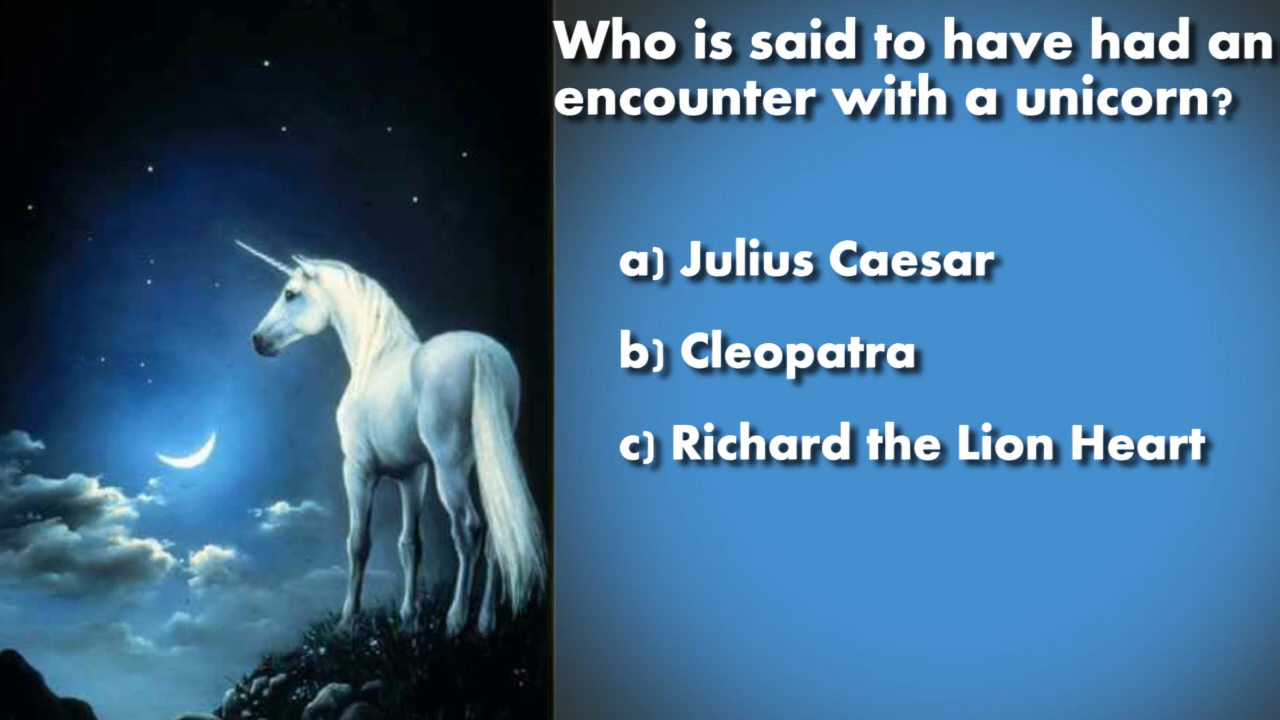 Who is said to have had an
encounter with a unicorn?
a) Julius Caesar
b) Cleopatra
c) Richard the Lion Heart